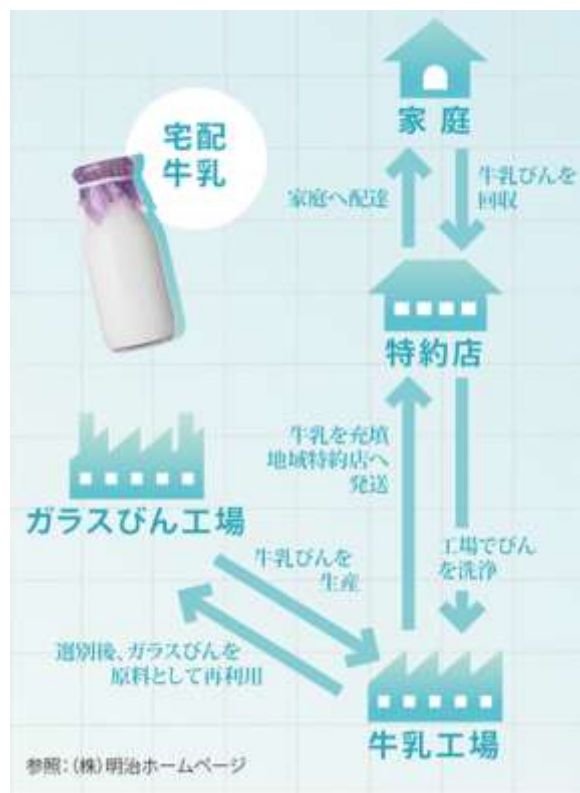 宅配
牛乳
家庭
家庭へ配達
牛乳びんを
回収
特約店
牛乳を充填
地域特約店へ
発送
工場でびん
を洗浄
ガラスびん工場
牛乳びんを
生産
選別後、ガラスびんを
原料として再利用
牛乳工場
参照：（株）明治ホームページ